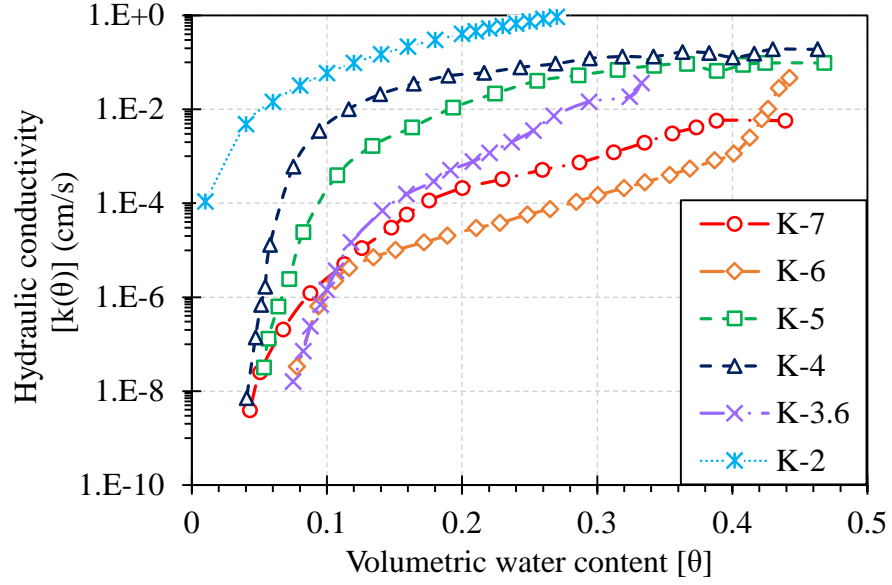 Hydraulic conductivity
[k(θ)] (cm/s)
1.E+0
1.E-2
1.E-4
1.E-6
1.E-8
1.E-10
0
0.1
0.2
0.3
0.4
0.5
Volumetric water content [θ]
K-7
K-6
K-5
K-4
K-3.6
K-2